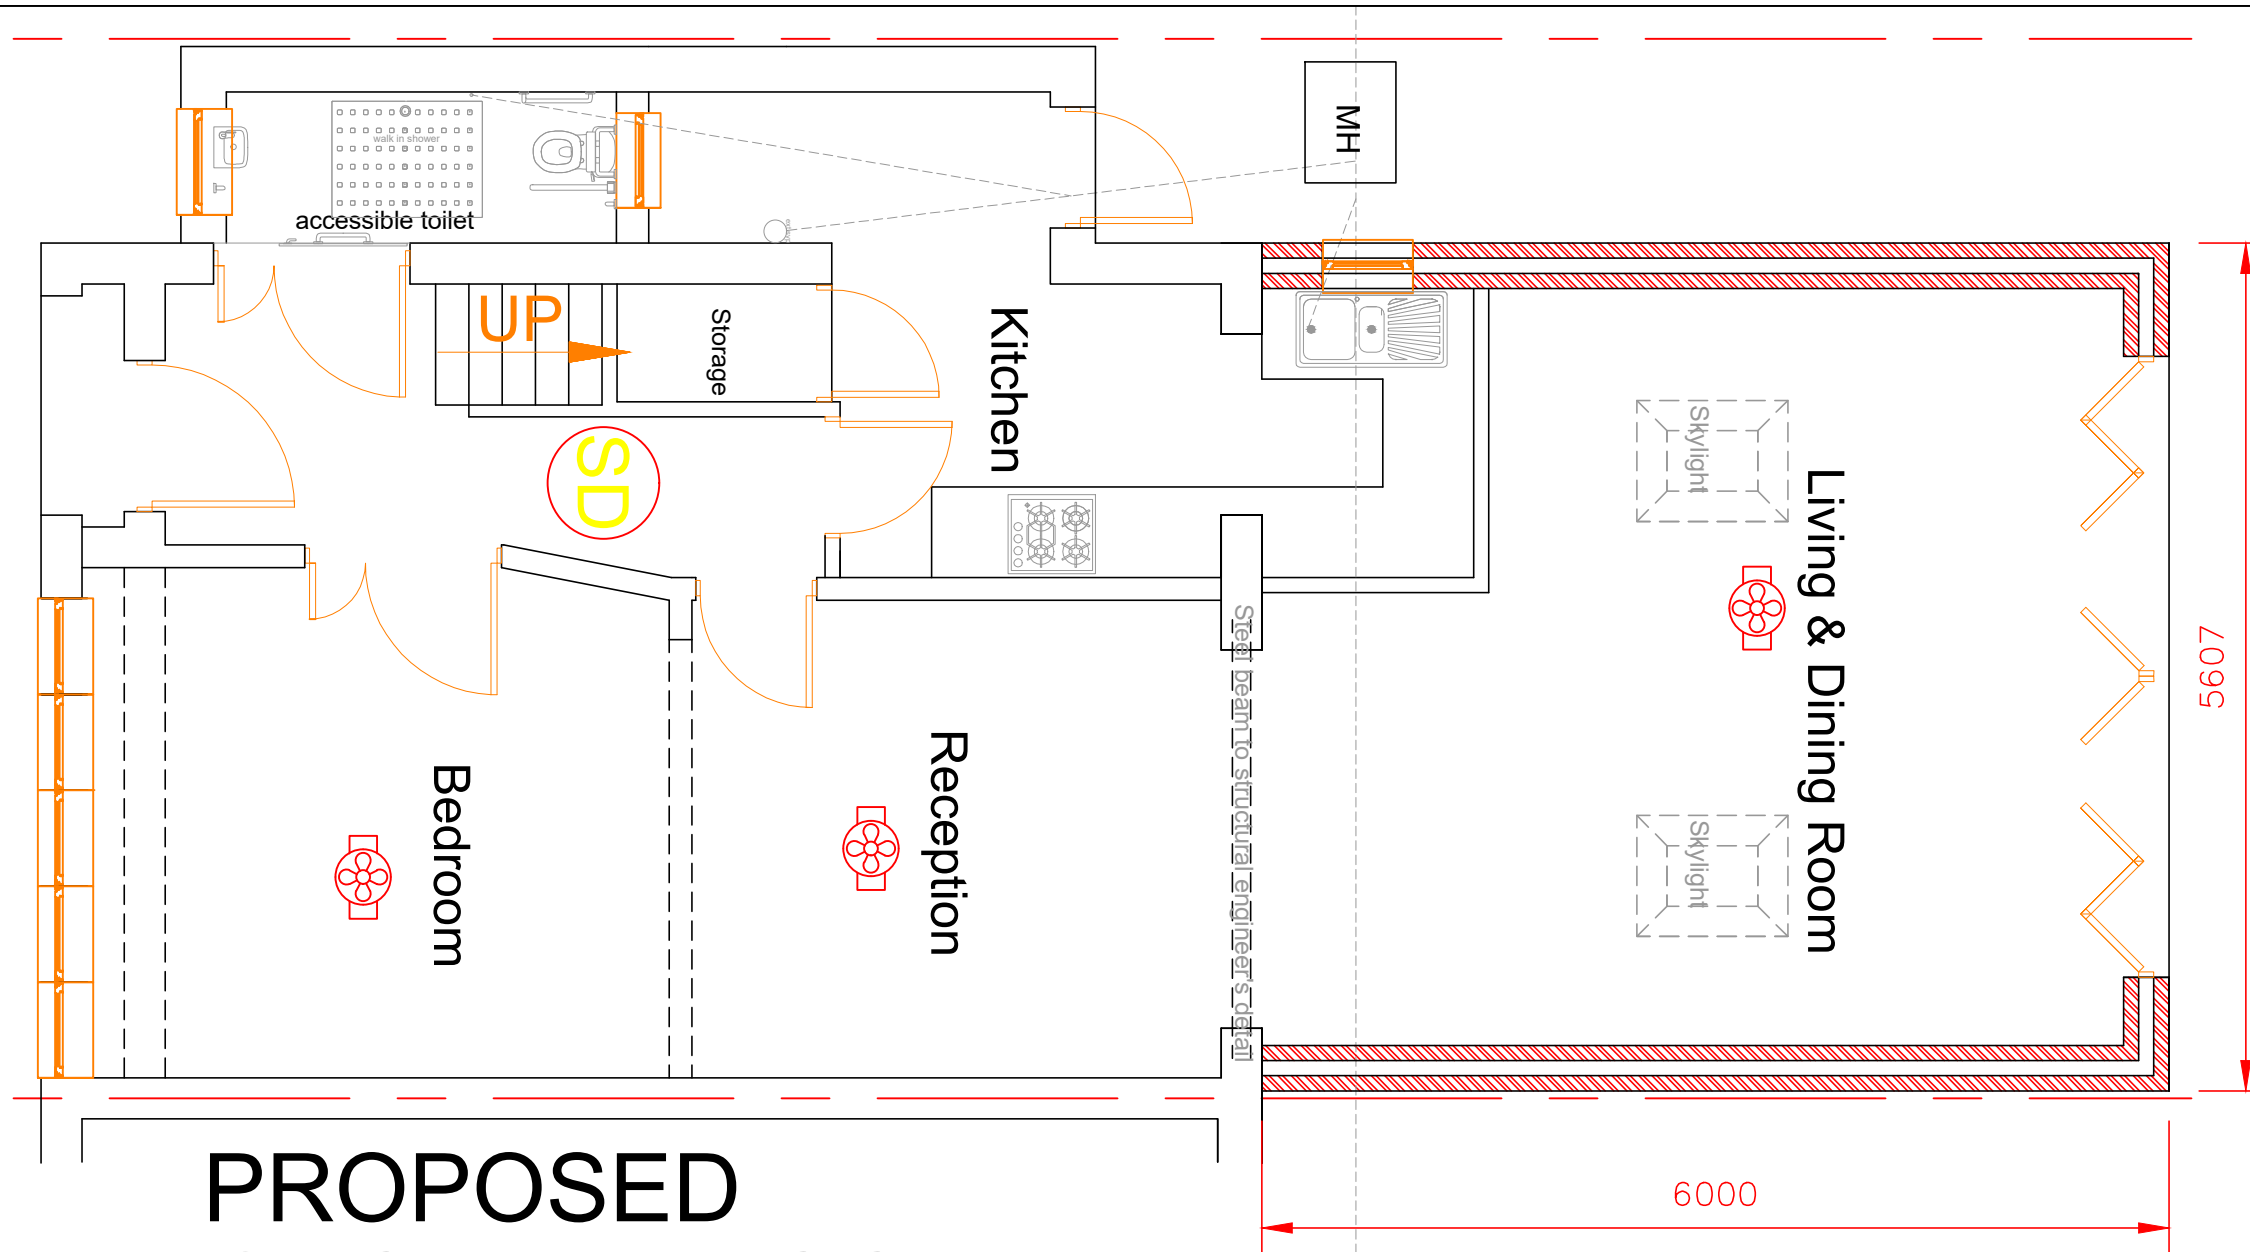 MH
walk in shower
accessible toilet
UP
Storage
Kitchen
SD
Skylight
Living & Dining Room
Skylight
Steel beam to structural engineer's detail
Reception
Bedroom
5607
6000
PROPOSED